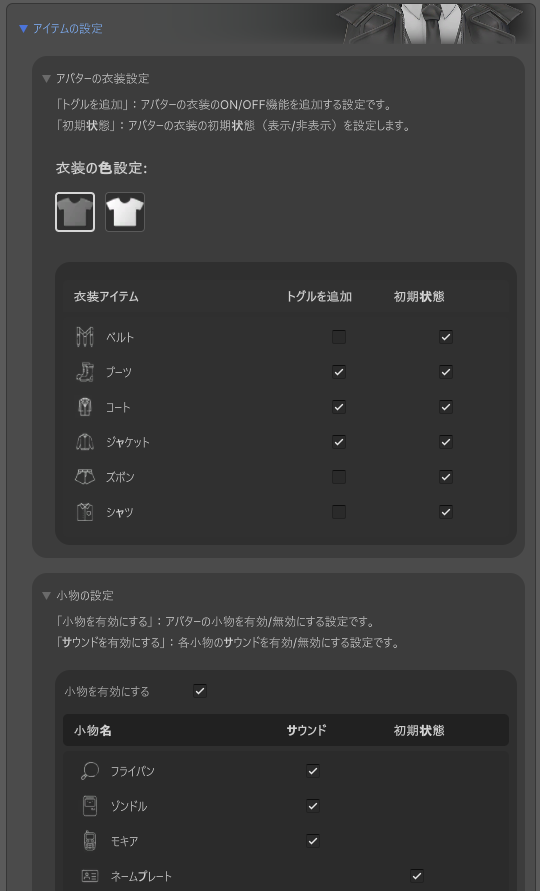 アイテムの設定
アバターの衣装設定
「トグルを追加」：アバターの衣装のON/OFF機能を追加する設定です。
「初期状態」：アバターの衣装の初期状態（表示/非表示）を設定します。
衣装の色設定:
衣装アイテム トグルを追加 初期状態
ベルト
ブーツ
コート
ジャケット
ズボン
シャツ
小物の設定
「小物を有効にする」：アバターの小物を有効/無効にする設定です。
「サウンドを有効にする」：各小物のサウンドを有効/無効にする設定です。
小物を有効にする
小物名 サウンド 初期状態
フライパン
ゾンドル
モキア
ネームプレート